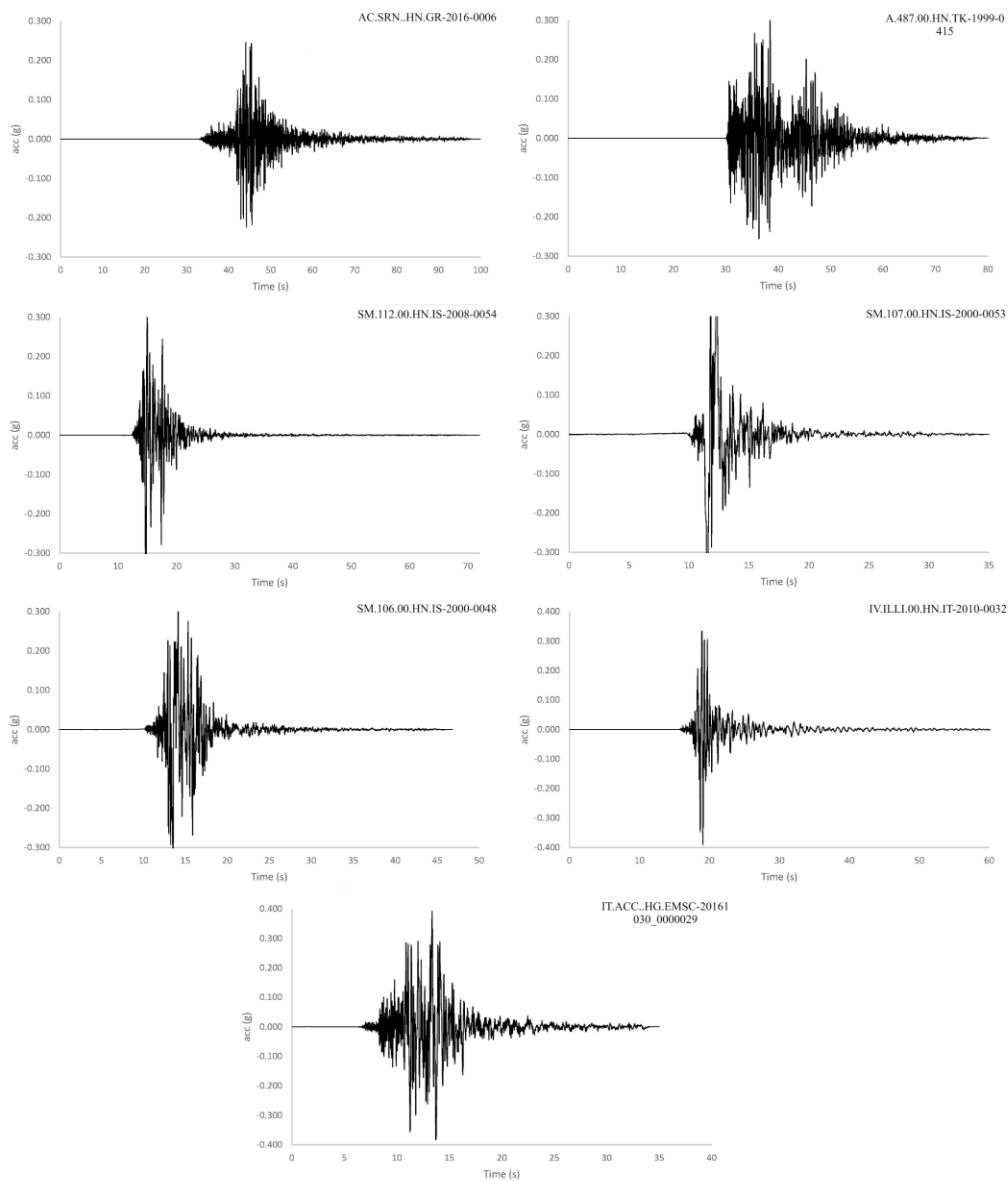 AC.SRN..HN.GR-2016-0006
0.300
0.200
0.100
0.000
-0.100
-0.200
-0.300
acc (g)
0 10 20 30 40 50 60 70 80 90 100
Time (s)
A.487.00.HN.TK-1999-0
415
0.300
0.200
0.100
0.000
-0.100
-0.200
-0.300
acc (g)
0 10 20 30 40 50 60 70 80
Time (s)
SM.112.00.HN.IS-2008-0054
0.300
0.200
0.100
0.000
-0.100
-0.200
-0.300
acc (g)
0 10 20 30 40 50 60 70
Time (s)
SM.107.00.HN.IS-2000-0053
0.300
0.200
0.100
0.000
-0.100
-0.200
-0.300
acc (g)
0 5 10 15 20 25 30 35
Time (s)
SM.106.00.HN.IS-2000-0048
0.300
0.200
0.100
0.000
-0.100
-0.200
-0.300
acc (g)
0 5 10 15 20 25 30 35 40 45 50
Time (s)
IV.ILLI.00.HN.IT-2010-0032
0.400
0.300
0.200
0.100
0.000
-0.100
-0.200
-0.300
-0.400
acc (g)
0 10 20 30 40 50 60
Time (s)
IT.ACC..HG.EMSC-20161
030_0000029
0.400
0.300
0.200
0.100
0.000
-0.100
-0.200
-0.300
-0.400
acc (g)
0 5 10 15 20 25 30 35 40
Time (s)